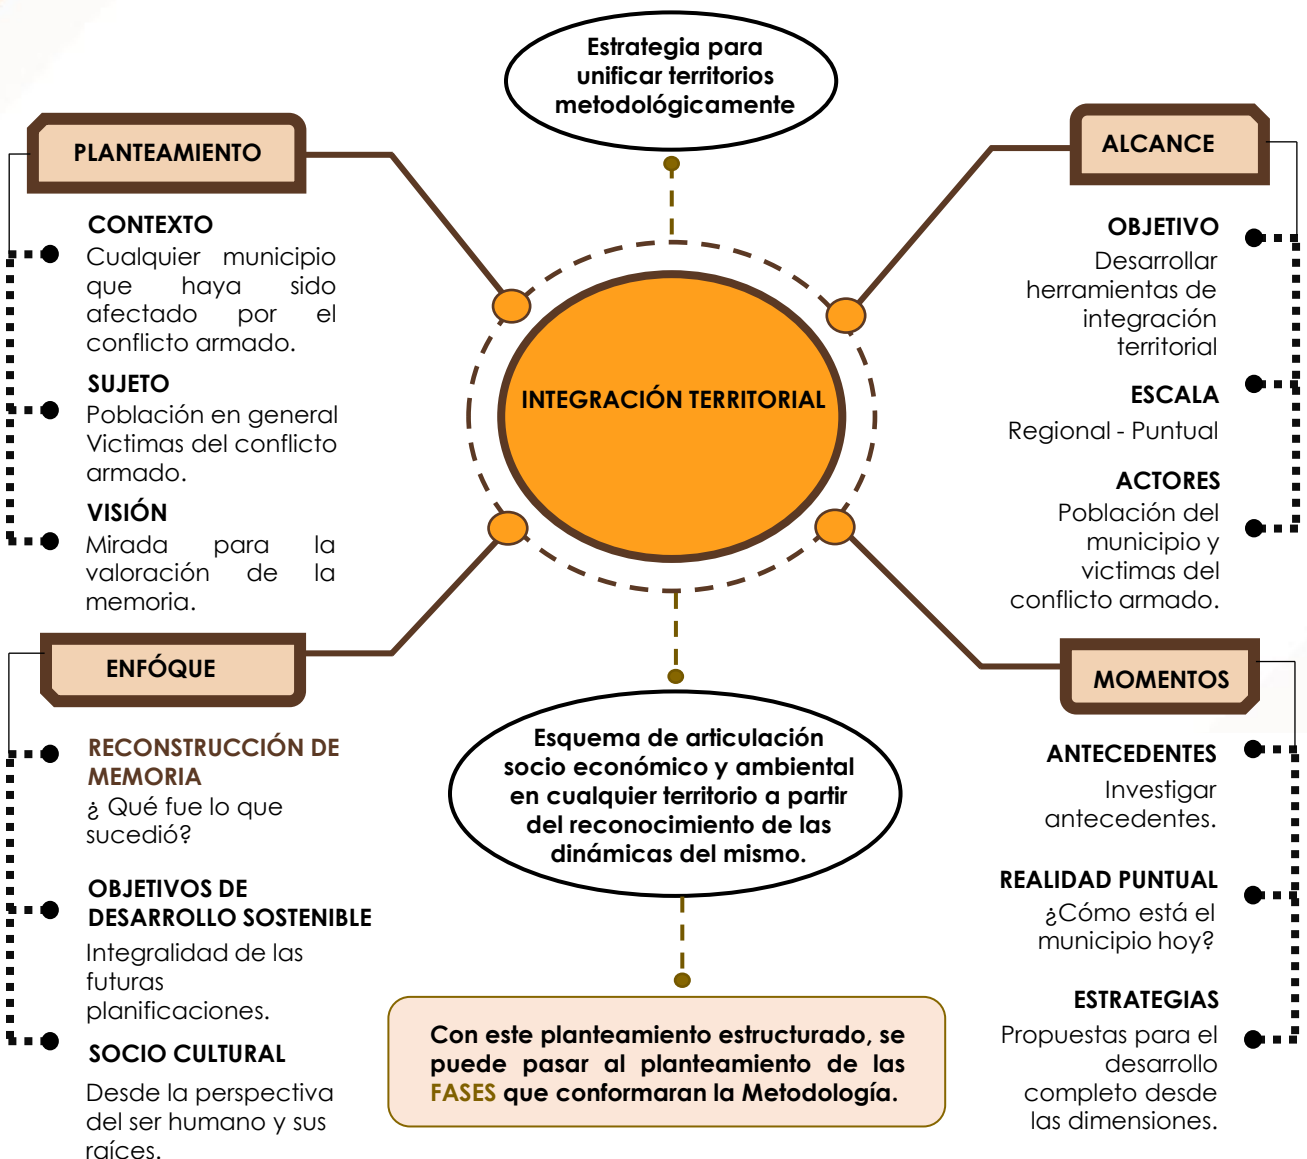 Estrategia para
unificar territorios
metodológicamente
PLANTEAMIENTO
CONTEXTO
Cualquier municipio
que haya sido
afectado por el
conflicto armado.
SUJETO
Población en general
Victimas del conflicto
armado.
VISIÓN
Mirada para la
valoración de la
memoria.
ALCANCE
OBJETIVO
Desarrollar
herramientas de
integración
territorial
ESCALA
Regional - Puntual
ACTORES
Población del
municipio y
victimas del
conflicto armado.
INTEGRACIÓN TERRITORIAL
ENFÓQUE
RECONSTRUCCIÓN DE
MEMORIA
¿ Qué fue lo que
sucedió?
OBJETIVOS DE
DESARROLLO SOSTENIBLE
Integralidad de las
futuras
planificaciones.
SOCIO CULTURAL
Desde la perspectiva
del ser humano y sus
raíces.
MOMENTOS
ANTECEDENTES
Investigar
antecedentes.
REALIDAD PUNTUAL
¿Cómo está el
municipio hoy?
ESTRATEGIAS
Propuestas para el
desarrollo
completo desde
las dimensiones.
Esquema de articulación
socio económico y ambiental
en cualquier territorio a partir
del reconocimiento de las
dinámicas del mismo.
Con este planteamiento estructurado, se
puede pasar al planteamiento de las
FASES que conformaran la Metodología.